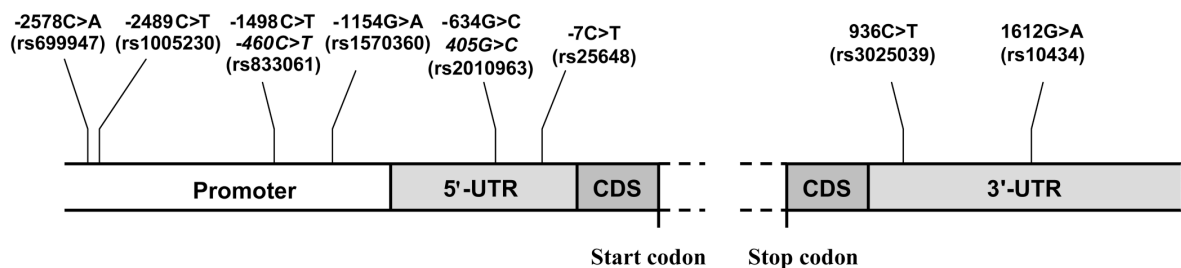 -2578C>A
(rs699947)
-2489C>T
(rs1005230)
-1498C>T
-460C>T
(rs833061)
-1154G>A
(rs1570360)
-634G>C
405G>C
(rs2010963)
-7C>T
(rs25648)
936C>T
(rs3025039)
1612G>A
(rs10434)
Promoter
5'-UTR
CDS
CDS
3'-UTR
Start codon
Stop codon